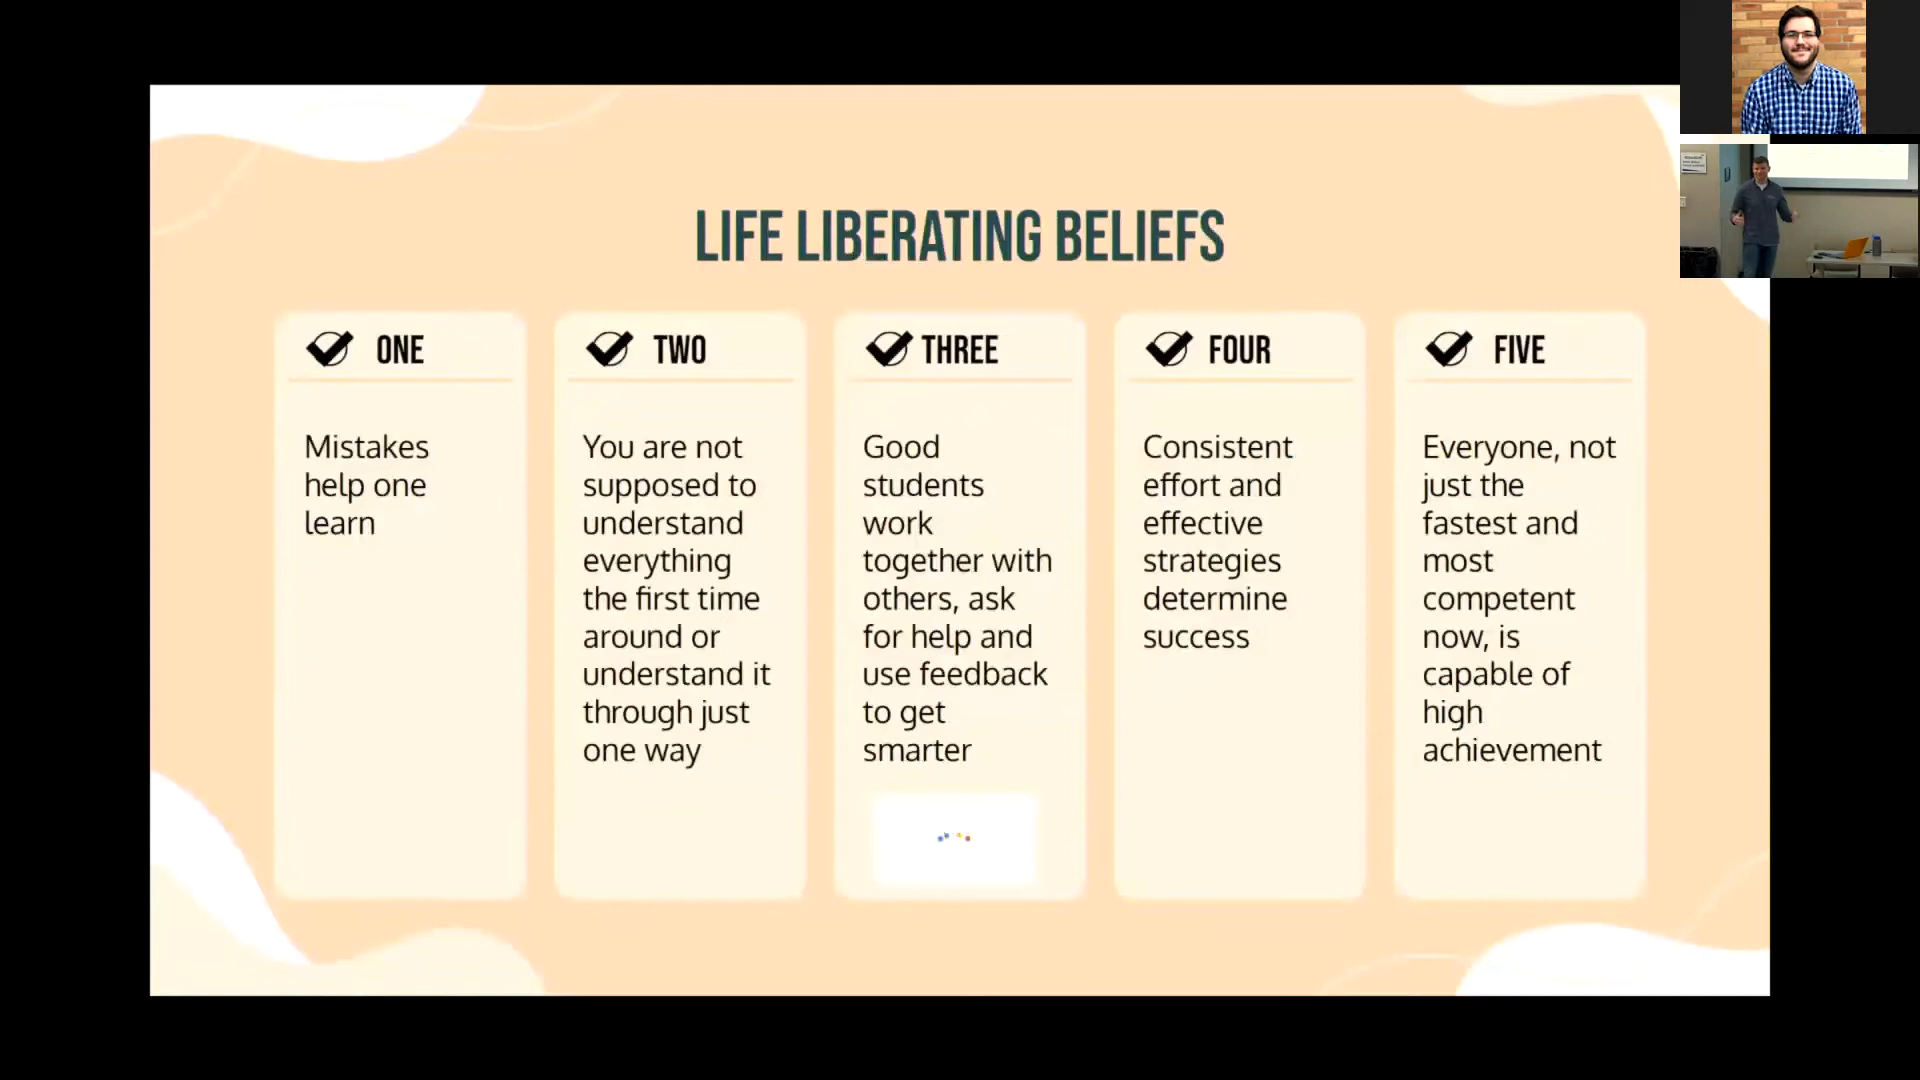 LIFE LIBERATING BELIEFS
ONE
Mistakes
help one
learn
TWO
You are not
supposed to
understand
everything
the first time
around or
understand it
through just
one way
THREE
Good
students
work
together with
others, ask
for help and
use feedback
to get
smarter
FOUR
Consistent
effort and
effective
strategies
determine
success
FIVE
Everyone, not
just the
fastest and
most
competent
now, is
capable of
high
achievement